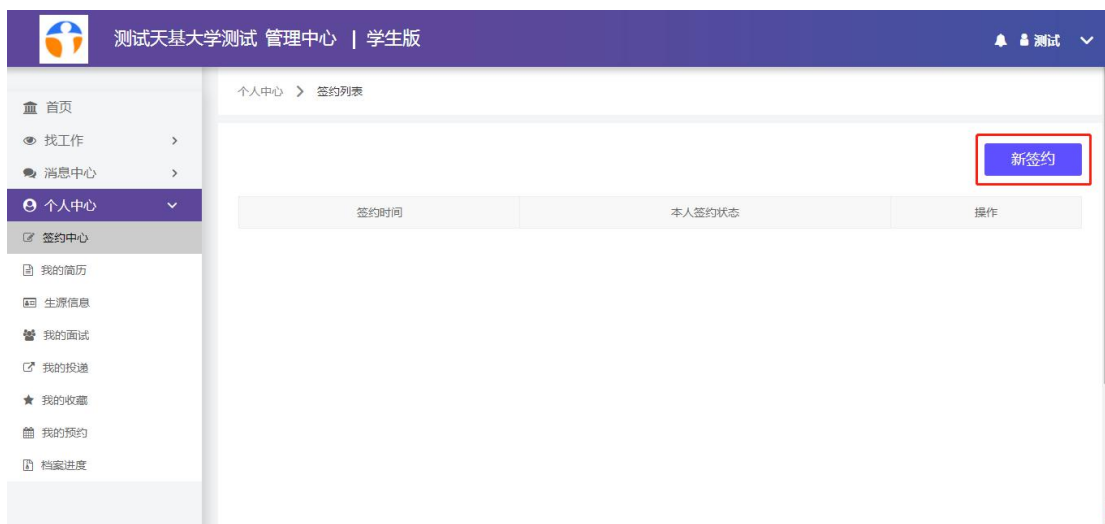 测试天基大学测试 管理中心 | 学生版
测试
首页
找工作
消息中心
个人中心
签约中心
我的简历
生源信息
我的面试
我的投递
我的收藏
我的预约
档案进度
个人中心 > 签约列表
新签约
签约时间 本人签约状态 操作